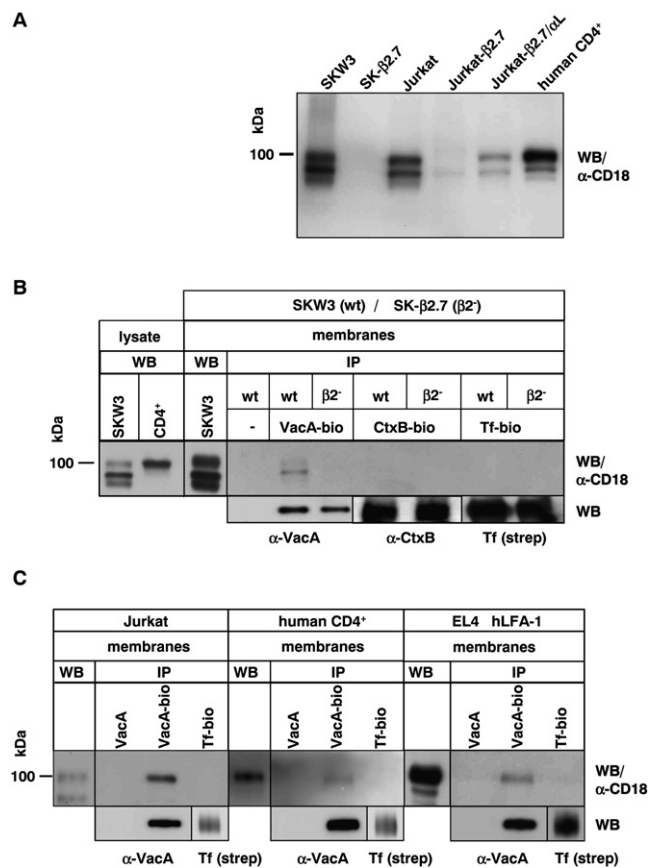 A
SKW3 SK-β2.7 Jurkat Jurkat-β2.7 Jurkat-β2.7/αL human CD4⁺
kDa
100
WB/
α-CD18
B
SKW3 (wt) / SK-β2.7 (β2⁻)
lysate membranes
WB WB IP
wt wt β2⁻ wt β2⁻ wt β2⁻
SKW3 CD4⁺ SKW3 - VacA-bio CtxB-bio Tf-bio
kDa
100
WB/
α-CD18
WB
α-VacA α-CtxB Tf (strep)
C
Jurkat human CD4⁺ EL4 hLFA-1
membranes membranes membranes
WB IP WB IP WB IP
VacA VacA-bio Tf-bio VacA VacA-bio Tf-bio VacA VacA-bio Tf-bio
kDa
100
WB/
α-CD18
WB
α-VacA Tf (strep) α-VacA Tf (strep) α-VacA Tf (strep)